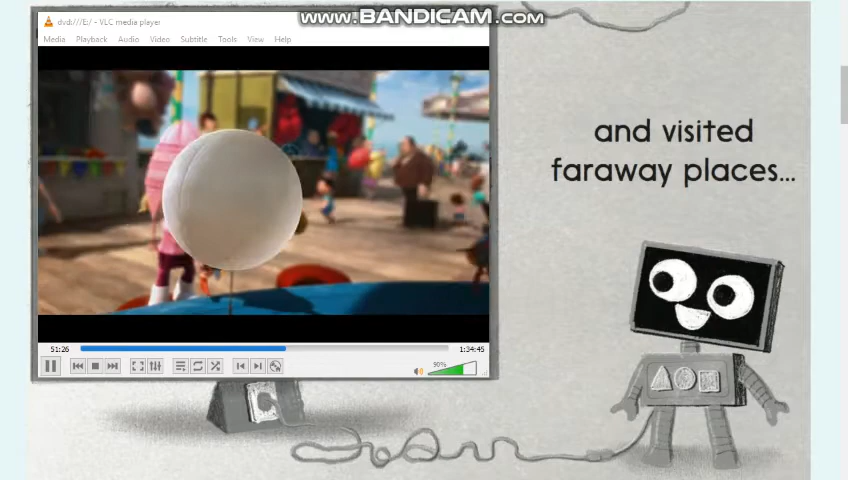 dvd:///E:/ - VLC media player
www.BANDICAM.com
Media Playback Audio Video Subtitle Tools View Help
and visited
faraway places...
51:26
1:34:45
90%